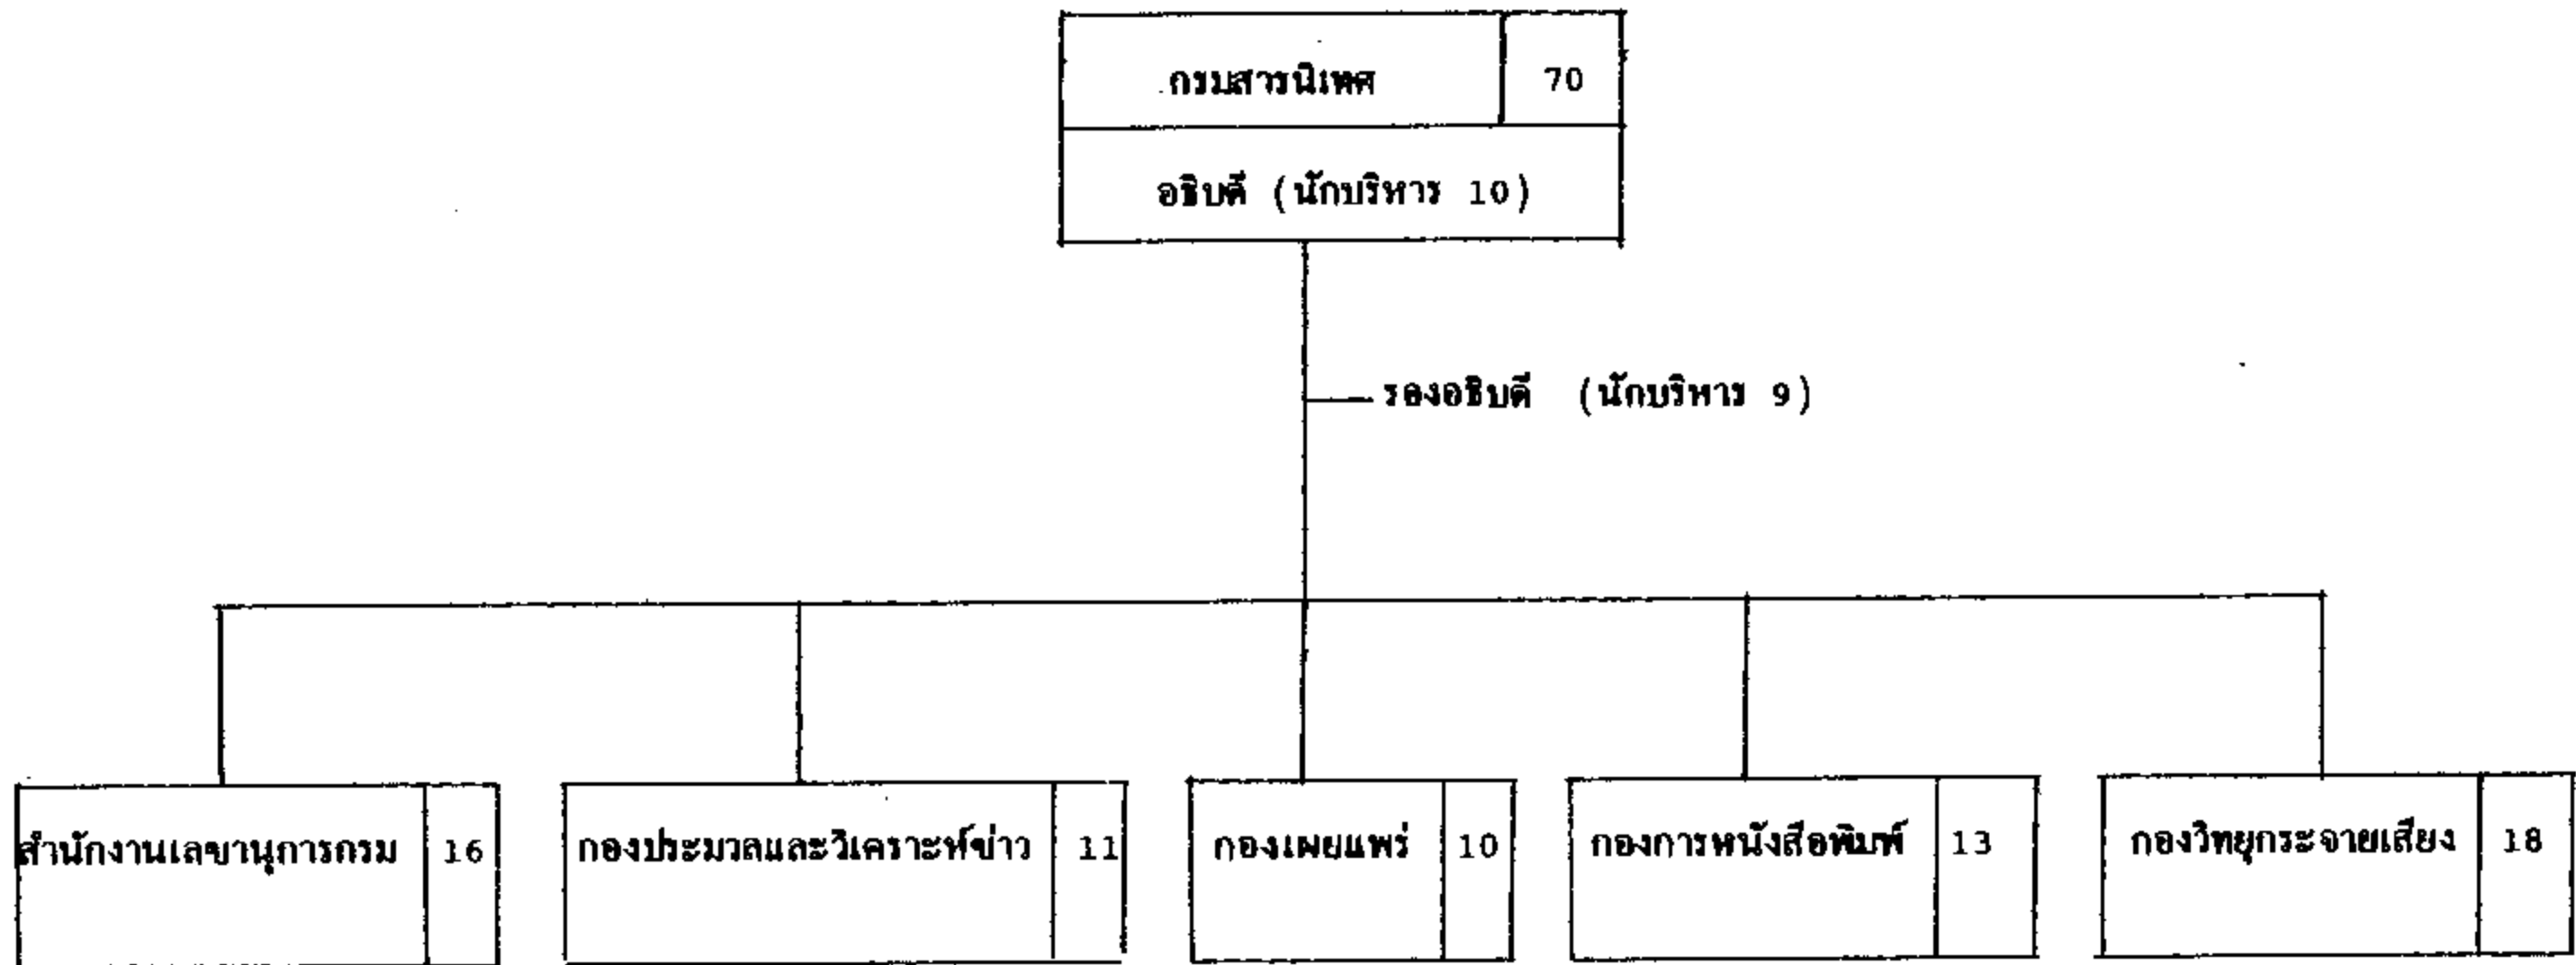 กรมสารนิเทศ 70
อธิบดี (นักบริหาร 10)
รองอธิบดี (นักบริหาร 9)
สำนักงานเลขานุการกรม 16
กองประมวลและวิเคราะห์ข่าว 11
กองเผยแพร่ 10
กองการหนังสือพิมพ์ 13
กองวิทยุกระจายเสียง 18